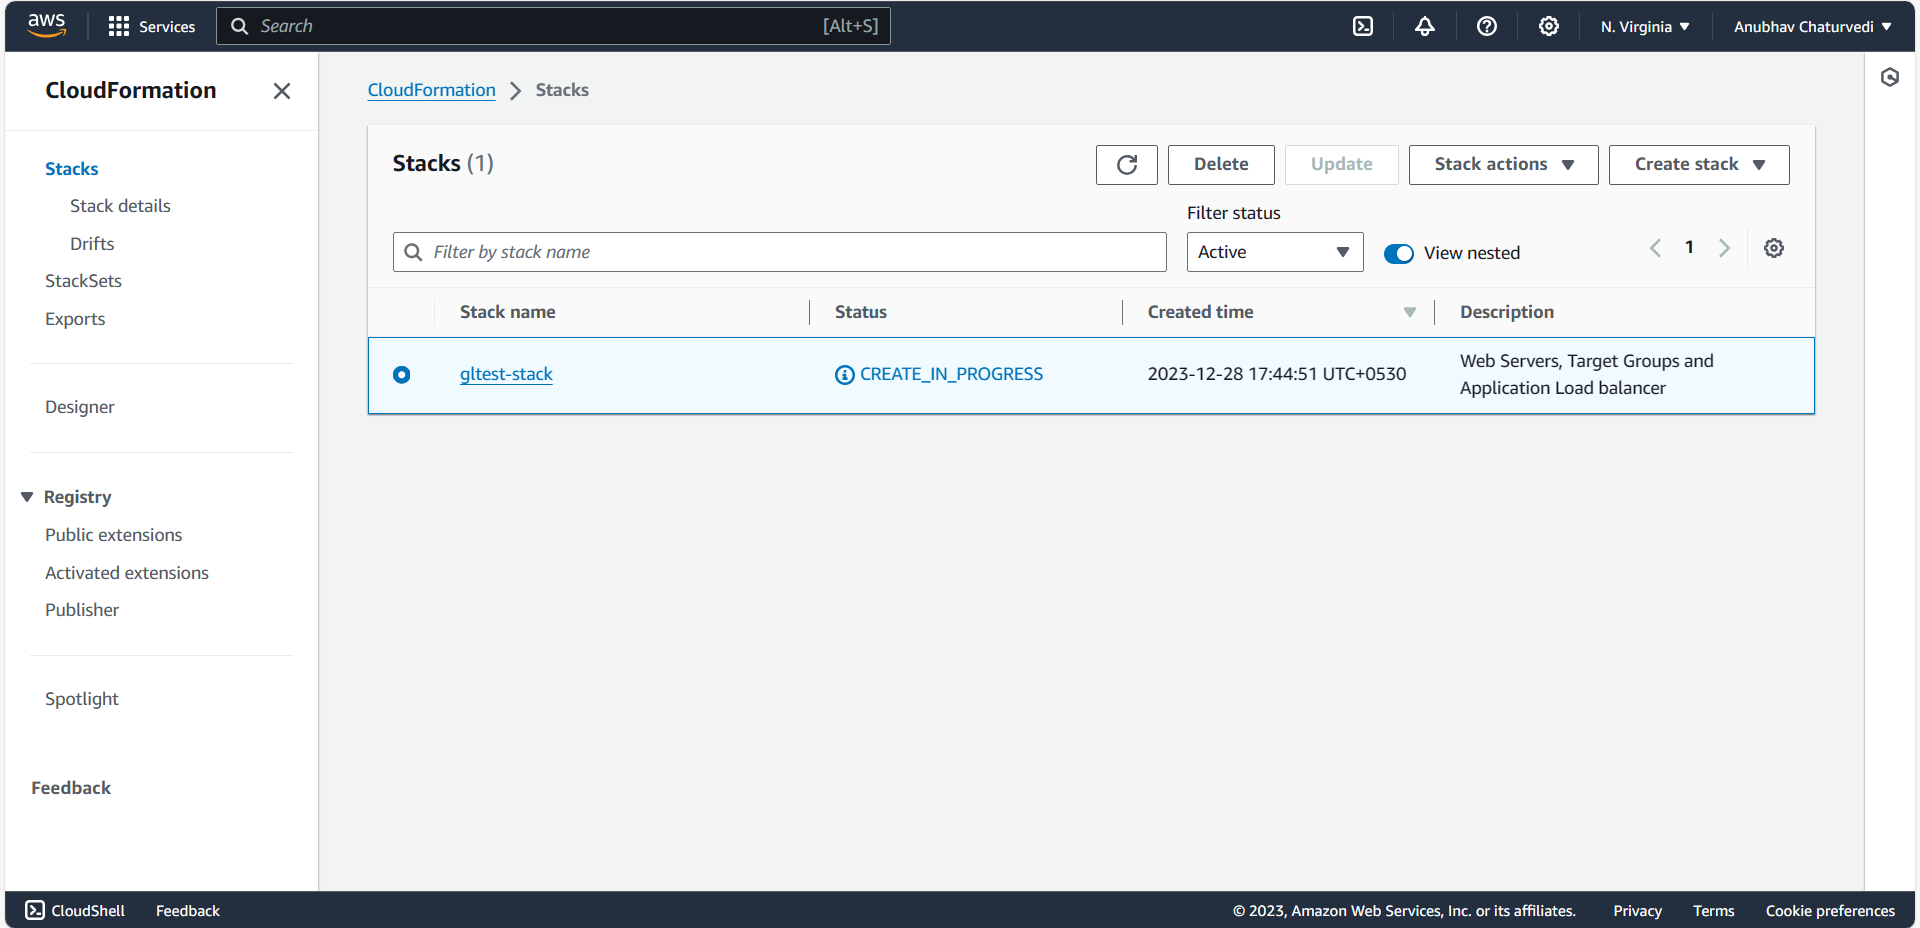 aws
Services
Search [Alt+S]
N. Virginia
Anubhav Chaturvedi
CloudFormation
Stacks
Stack details
Drifts
StackSets
Exports
Designer
Registry
Public extensions
Activated extensions
Publisher
Spotlight
Feedback
CloudFormation Stacks
Stacks (1)
Delete
Update
Stack actions
Create stack
Filter by stack name
Filter status
Active
View nested
1
Stack name Status Created time Description
gltest-stack
CREATE_IN_PROGRESS
2023-12-28 17:44:51 UTC+0530
Web Servers, Target Groups and
Application Load balancer
CloudShell
Feedback
© 2023, Amazon Web Services, Inc. or its affiliates.
Privacy
Terms
Cookie preferences